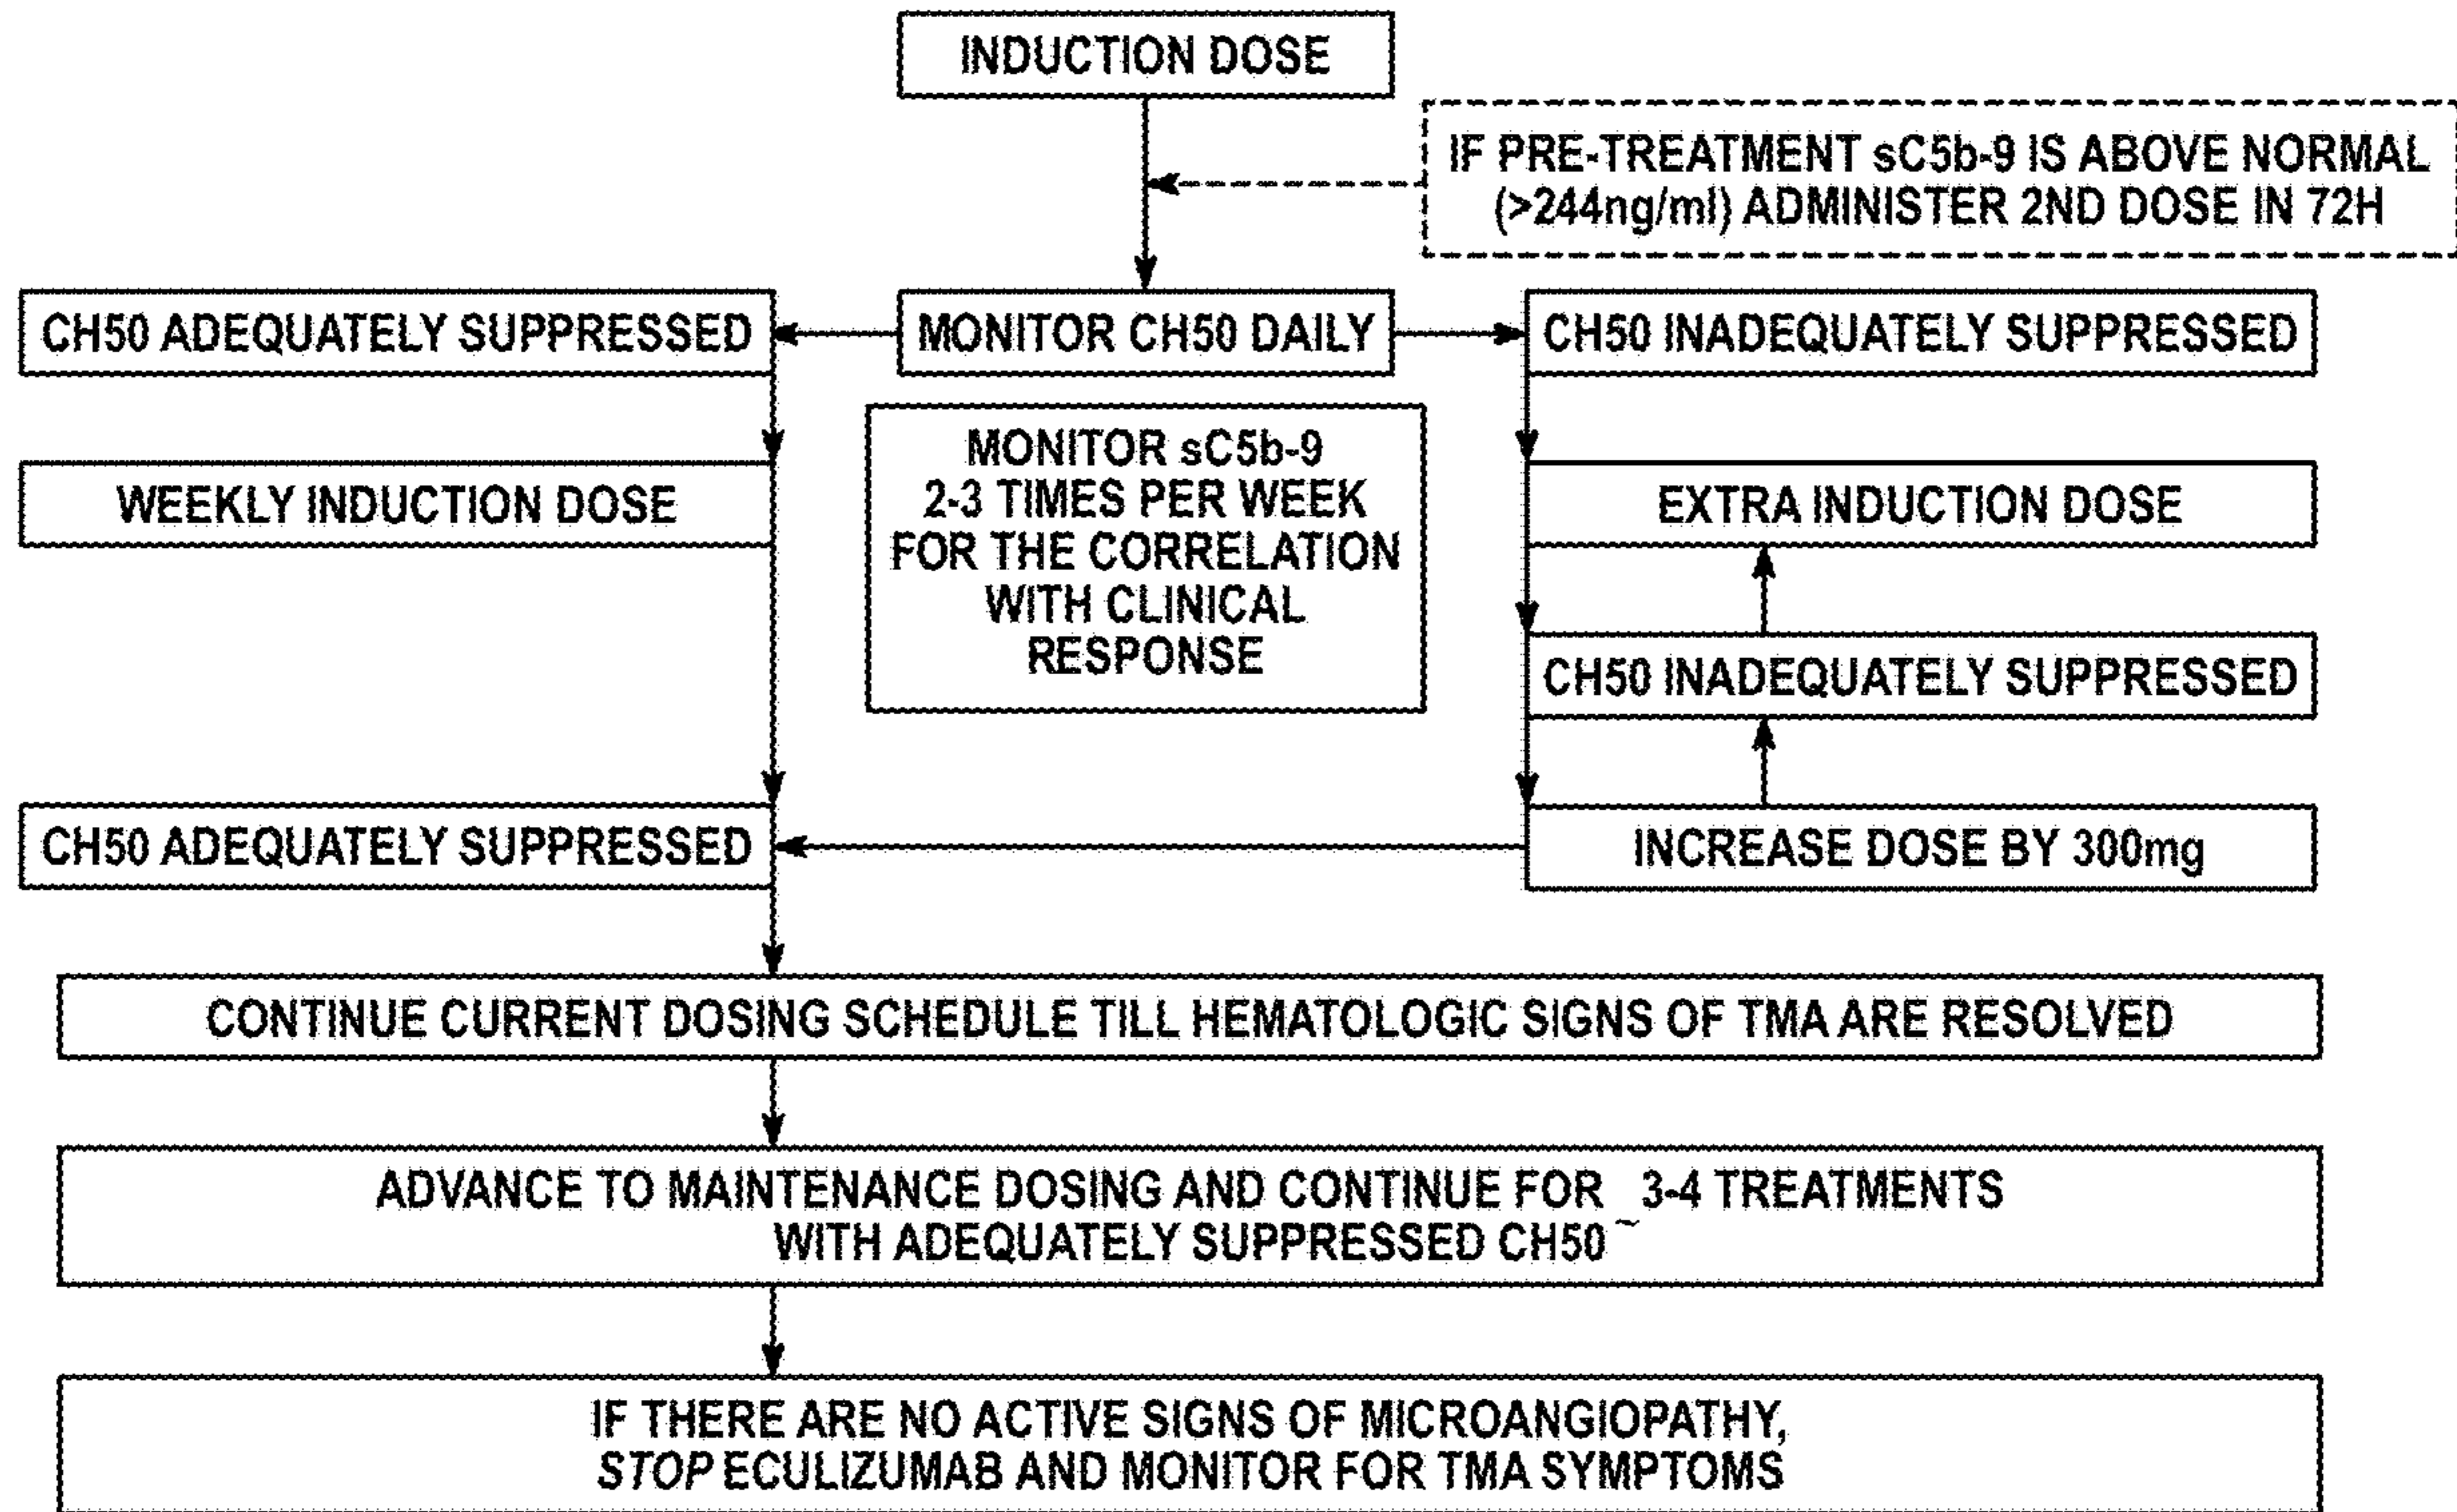 INDUCTION DOSE
IF PRE-TREATMENT sC5b-9 IS ABOVE NORMAL
(>244ng/ml) ADMINISTER 2ND DOSE IN 72H
CH50 ADEQUATELY SUPPRESSED
MONITOR CH50 DAILY
CH50 INADEQUATELY SUPPRESSED
WEEKLY INDUCTION DOSE
MONITOR sC5b-9
2-3 TIMES PER WEEK
FOR THE CORRELATION
WITH CLINICAL
RESPONSE
EXTRA INDUCTION DOSE
CH50 INADEQUATELY SUPPRESSED
CH50 ADEQUATELY SUPPRESSED
INCREASE DOSE BY 300mg
CONTINUE CURRENT DOSING SCHEDULE TILL HEMATOLOGIC SIGNS OF TMA ARE RESOLVED
ADVANCE TO MAINTENANCE DOSING AND CONTINUE FOR 3-4 TREATMENTS
WITH ADEQUATELY SUPPRESSED CH50 ~
IF THERE ARE NO ACTIVE SIGNS OF MICROANGIOPATHY,
STOP ECULIZUMAB AND MONITOR FOR TMA SYMPTOMS